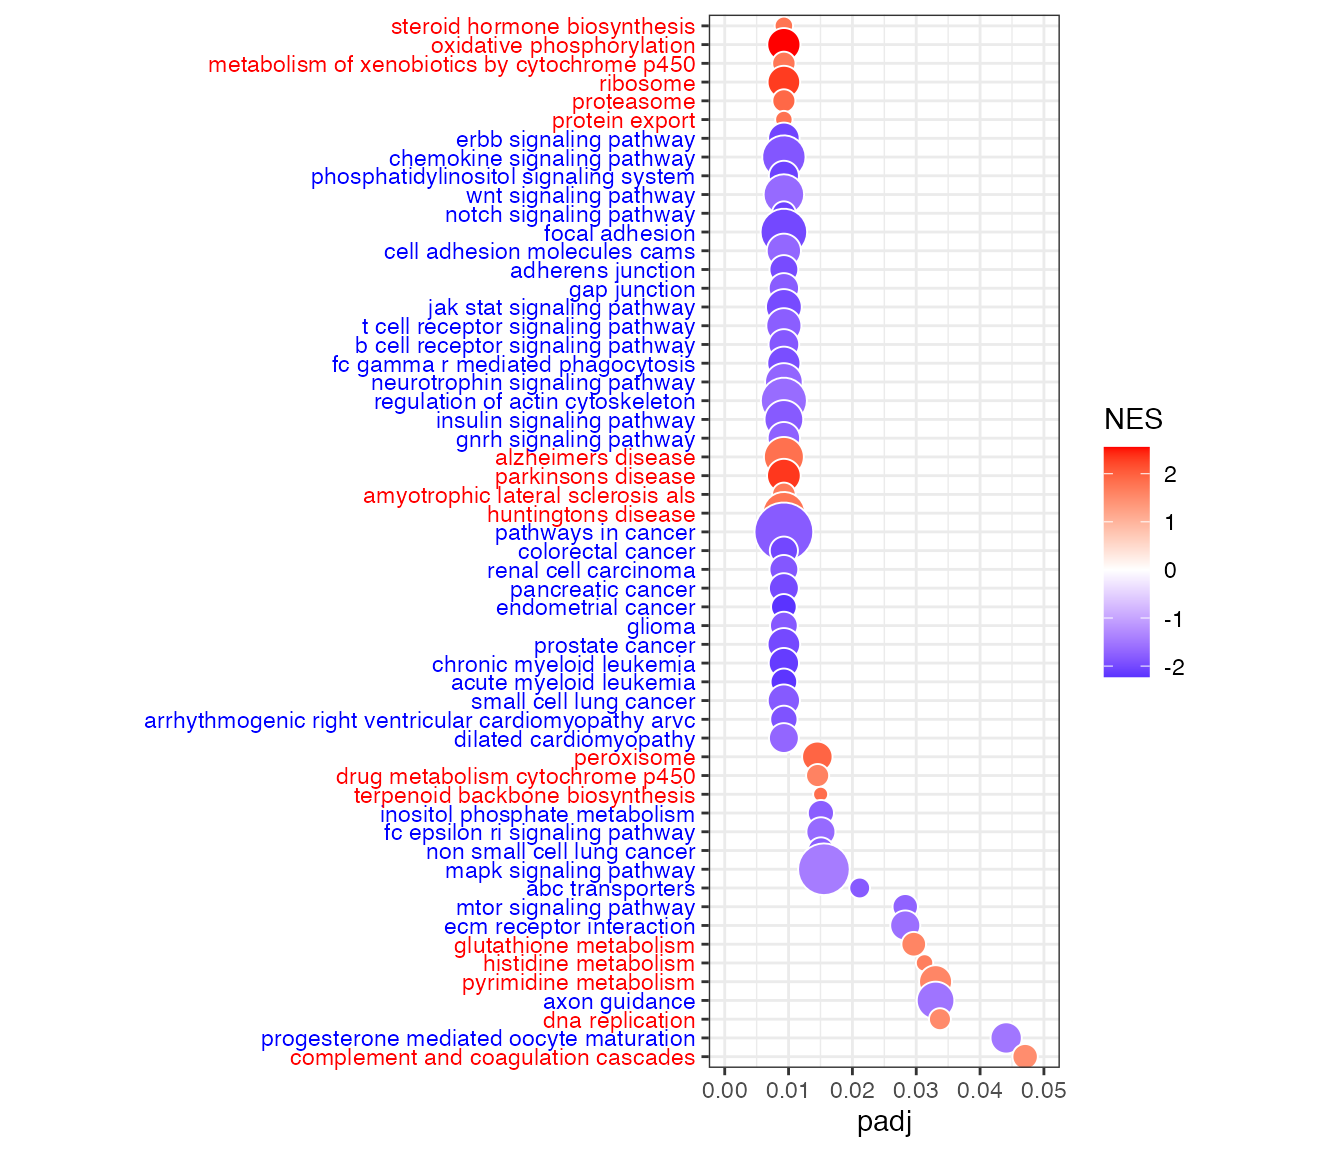 steroid hormone biosynthesis
oxidative phosphorylation
metabolism of xenobiotics by cytochrome p450
ribosome
proteasome
protein export
erbb signaling pathway
chemokine signaling pathway
phosphatidylinositol signaling system
wnt signaling pathway
notch signaling pathway
focal adhesion
cell adhesion molecules cams
adherens junction
gap junction
jak stat signaling pathway
t cell receptor signaling pathway
b cell receptor signaling pathway
fc gamma r mediated phagocytosis
neurotrophin signaling pathway
regulation of actin cytoskeleton
insulin signaling pathway
gnrh signaling pathway
alzheimers disease
parkinsons disease
amyotrophic lateral sclerosis als
huntingtons disease
pathways in cancer
colorectal cancer
renal cell carcinoma
pancreatic cancer
endometrial cancer
glioma
prostate cancer
chronic myeloid leukemia
acute myeloid leukemia
small cell lung cancer
arrhythmogenic right ventricular cardiomyopathy arvc
dilated cardiomyopathy
peroxisome
drug metabolism cytochrome p450
terpenoid backbone biosynthesis
inositol phosphate metabolism
fc epsilon ri signaling pathway
non small cell lung cancer
mapk signaling pathway
abc transporters
mtor signaling pathway
ecm receptor interaction
glutathione metabolism
histidine metabolism
pyrimidine metabolism
axon guidance
dna replication
progesterone mediated oocyte maturation
complement and coagulation cascades
0.00 0.01 0.02 0.03 0.04 0.05
padj
NES
2
1
0
-1
-2